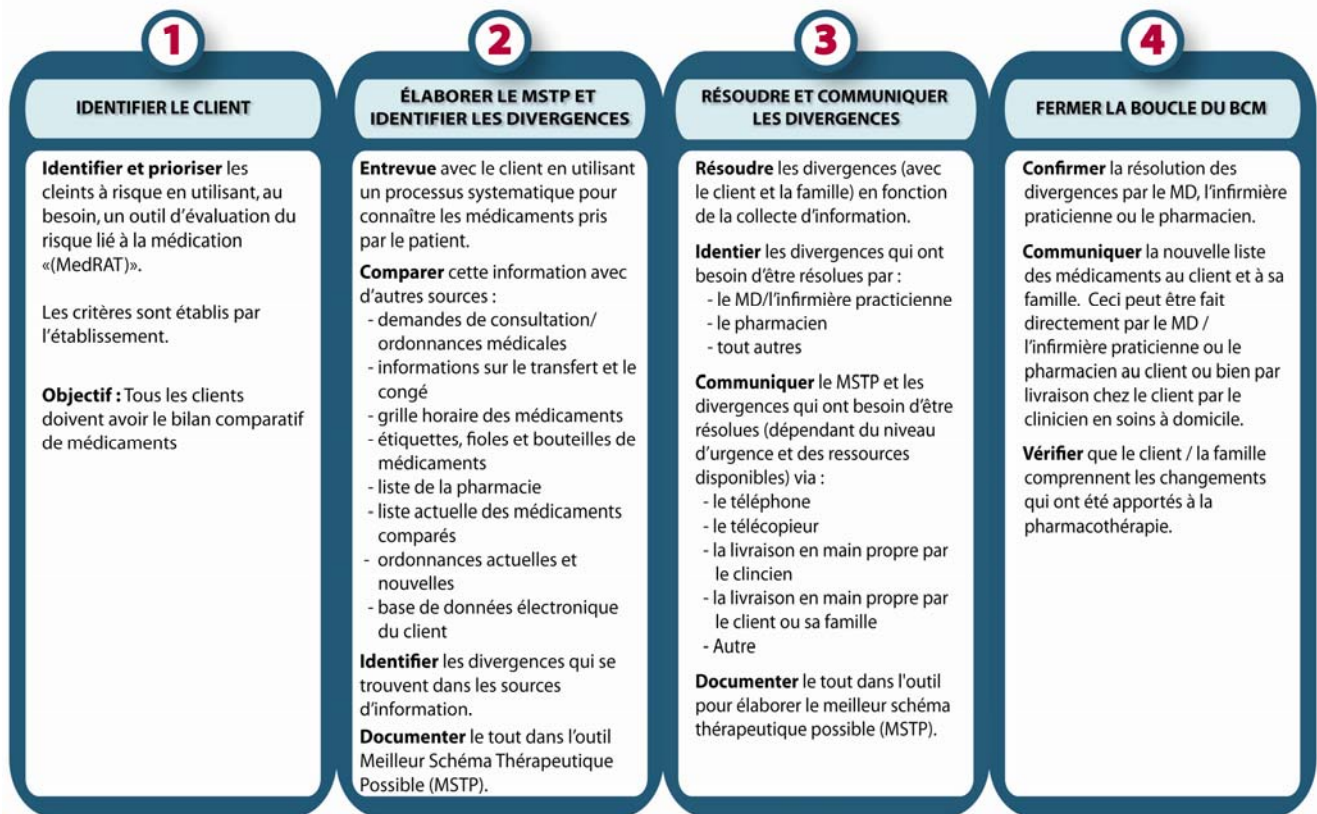 1
IDENTIFIER LE CLIENT
Identifier et prioriser les
cleints à risque en utilisant, au
besoin, un outil d'évaluation du
risque lié à la médication
«(MedRAT)».
Les critères sont établis par
l'établissement.
Objectif : Tous les clients
doivent avoir le bilan comparatif
de médicaments
2
ÉLABORER LE MSTP ET
IDENTIFIER LES DIVERGENCES
Entrevue avec le client en utilisant
un processus systematique pour
connaître les médicaments pris
par le patient.
Comparer cette information avec
d'autres sources :
- demandes de consultation/
ordonnances médicales
- informations sur le transfert et le
congé
- grille horaire des médicaments
- étiquettes, fioles et bouteilles de
médicaments
- liste de la pharmacie
- liste actuelle des médicaments
comparés
- ordonnances actuelles et
nouvelles
- base de données électronique
du client
Identifier les divergences qui se
trouvent dans les sources
d'information.
Documenter le tout dans l'outil
Meilleur Schéma Thérapeutique
Possible (MSTP).
3
RÉSOUDRE ET COMMUNIQUER
LES DIVERGENCES
Résoudre les divergences (avec
le client et la famille) en fonction
de la collecte d'information.
Identier les divergences qui ont
besoin d'être résolues par :
- le MD/l'infirmière practicienne
- le pharmacien
- tout autres
Communiquer le MSTP et les
divergences qui ont besoin d'être
résolues (dépendant du niveau
d'urgence et des ressources
disponibles) via :
- le téléphone
- le télécopieur
- la livraison en main propre par
le clincien
- la livraison en main propre par
le client ou sa famille
- Autre
Documenter le tout dans l'outil
pour élaborer le meilleur schéma
thérapeutique possible (MSTP).
4
FERMER LA BOUCLE DU BCM
Confirmer la résolution des
divergences par le MD, l'infirmière
praticienne ou le pharmacien.
Communiquer la nouvelle liste
des médicaments au client et à sa
famille. Ceci peut être fait
directement par le MD /
l'infirmière praticienne ou le
pharmacien au client ou bien par
livraison chez le client par le
clinicien en soins à domicile.
Vérifier que le client / la famille
comprennent les changements
qui ont été apportés à la
pharmacothérapie.